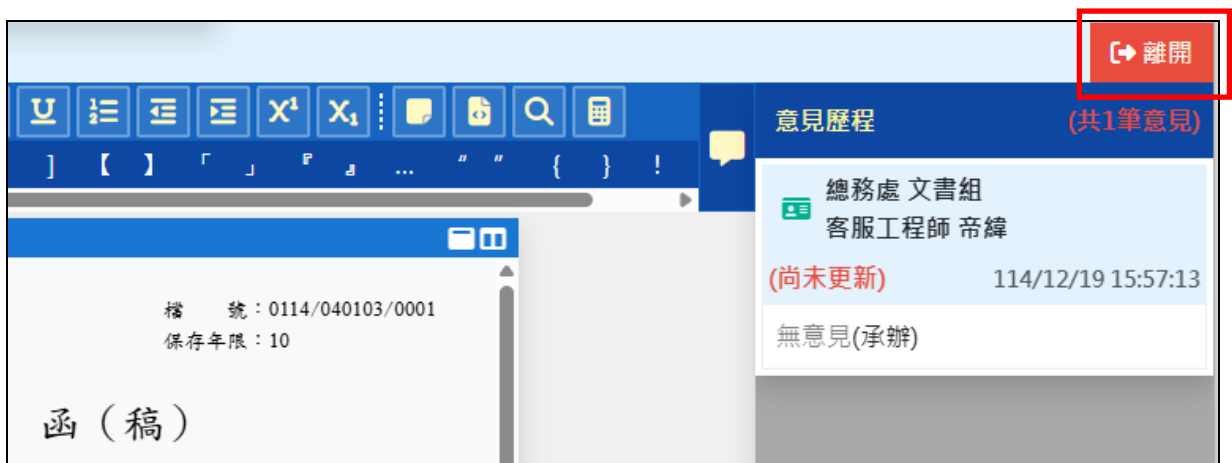 離開
U X¹ X₁
] 【 】 「 」 『 』 … " " { } !
意見歷程 (共1筆意見)
總務處 文書組
客服工程師 帝緯
(尚未更新) 114/12/19 15:57:13
無意見(承辦)
檔 號：0114/040103/0001
保存年限：10
函（稿）